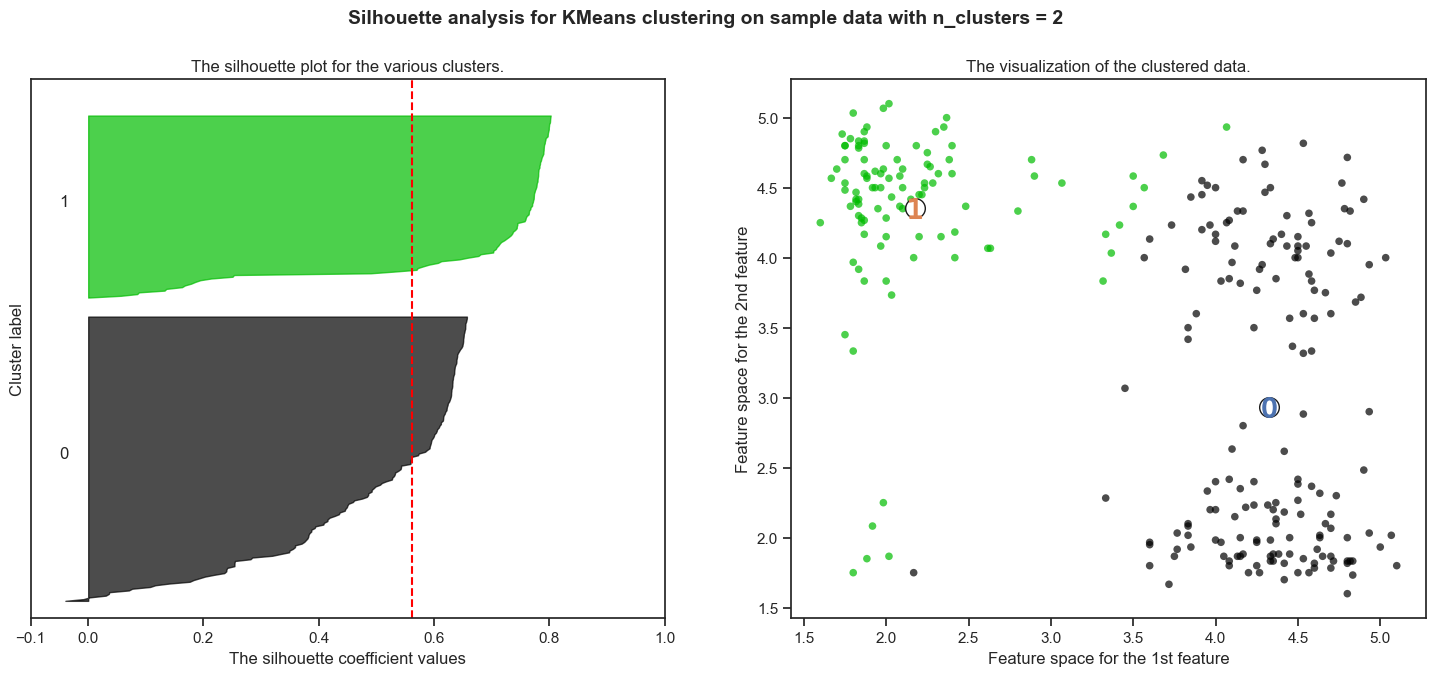 Silhouette analysis for KMeans clustering on sample data with n_clusters = 2
The silhouette plot for the various clusters.
Cluster label
1
0
−0.1 0.0 0.2 0.4 0.6 0.8 1.0
The silhouette coefficient values
The visualization of the clustered data.
Feature space for the 2nd feature
5.0
4.5
4.0
3.5
3.0
2.5
2.0
1.5
1
0
1.5 2.0 2.5 3.0 3.5 4.0 4.5 5.0
Feature space for the 1st feature